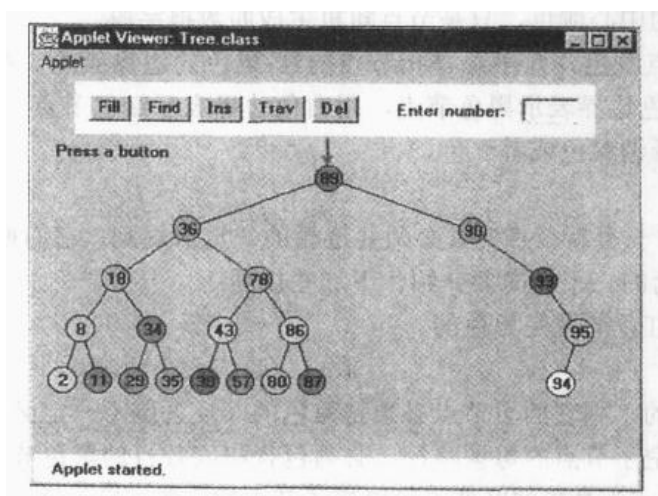 Applet Viewer: Tree.class
Applet
Fill Find Ins Trav Del Enter number:
Press a button
89
36 90
18 78 93
8 34 43 86 95
2 11 29 35 57 80 87 94
Applet started.